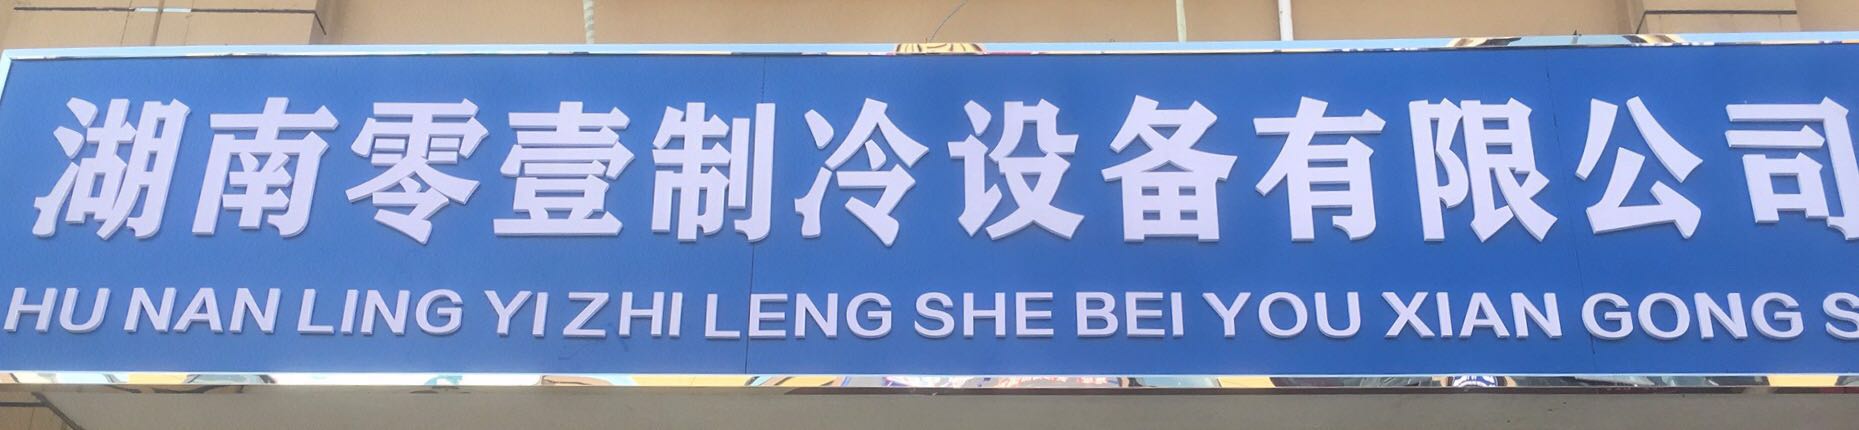 湖南零壹制冷设备有限公司
HU NAN LING YI ZHI LENG SHE BEI YOU XIAN GONG S